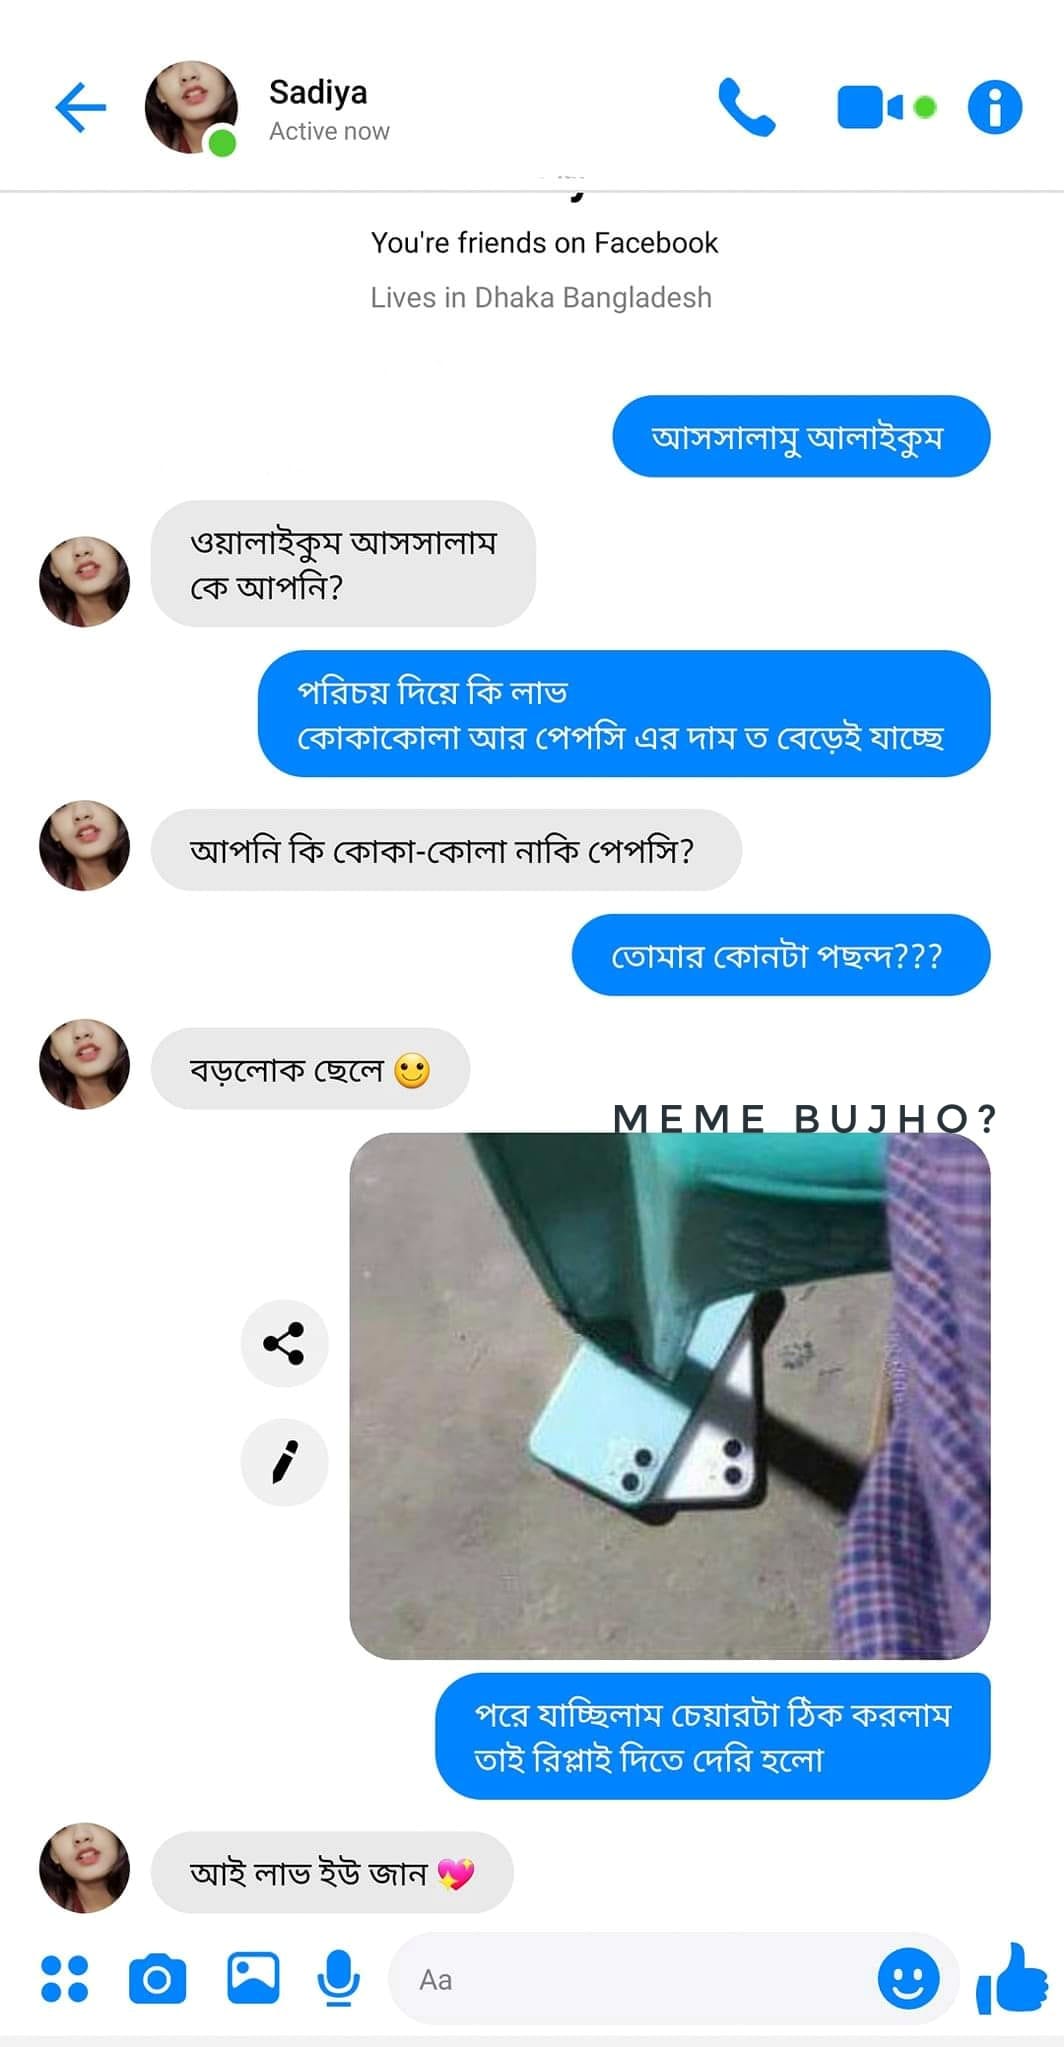 Sadiya
Active now
You're friends on Facebook
Lives in Dhaka Bangladesh
আসসালামু আলাইকুম
ওয়ালাইকুম আসসালাম
কে আপনি?
পরিচয় দিয়ে কি লাভ
কোকাকোলা আর পেপসি এর দাম ত বেড়েই যাচ্ছে
আপনি কি কোকা-কোলা নাকি পেপসি?
তোমার কোনটা পছন্দ???
বড়লোক ছেলে 🙂
MEME BUJHO?
পরে যাচ্ছিলাম চেয়ারটা ঠিক করলাম
তাই রিপ্লাই দিতে দেরি হলো
আই লাভ ইউ জান 💖
Aa